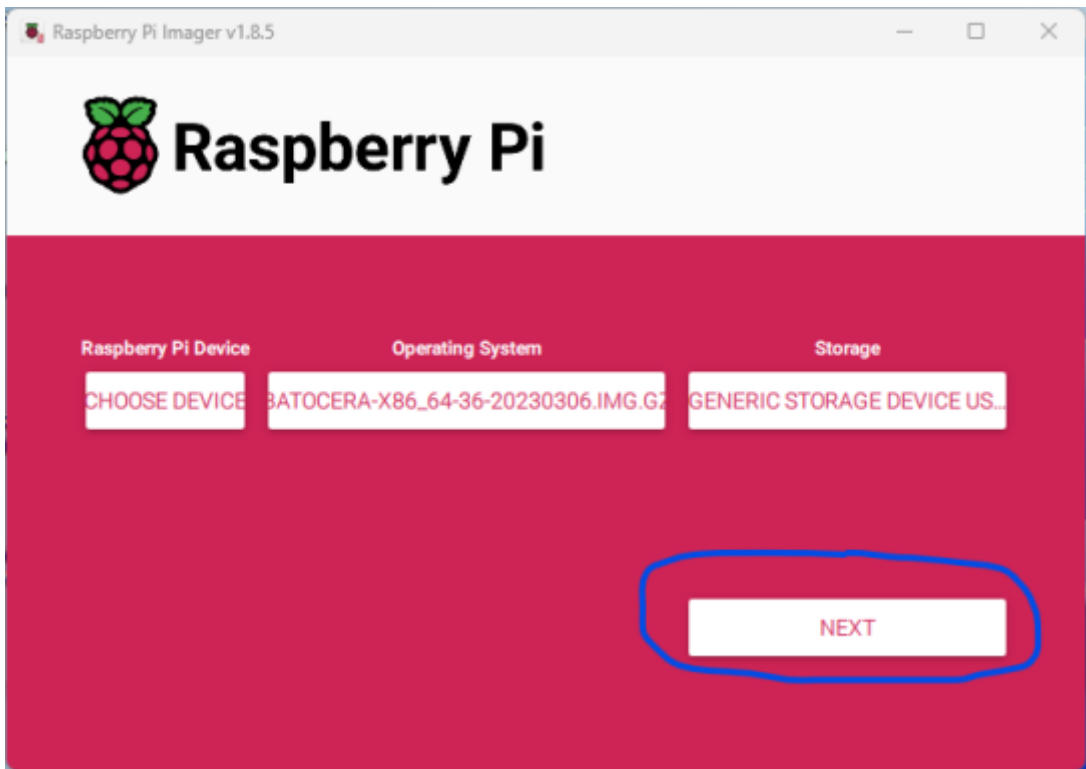 Raspberry Pi Imager v1.8.5
Raspberry Pi
Raspberry Pi Device Operating System Storage
CHOOSE DEVICE BATOCERA-X86_64-36-20230306.IMG.GZ GENERIC STORAGE DEVICE US...
NEXT